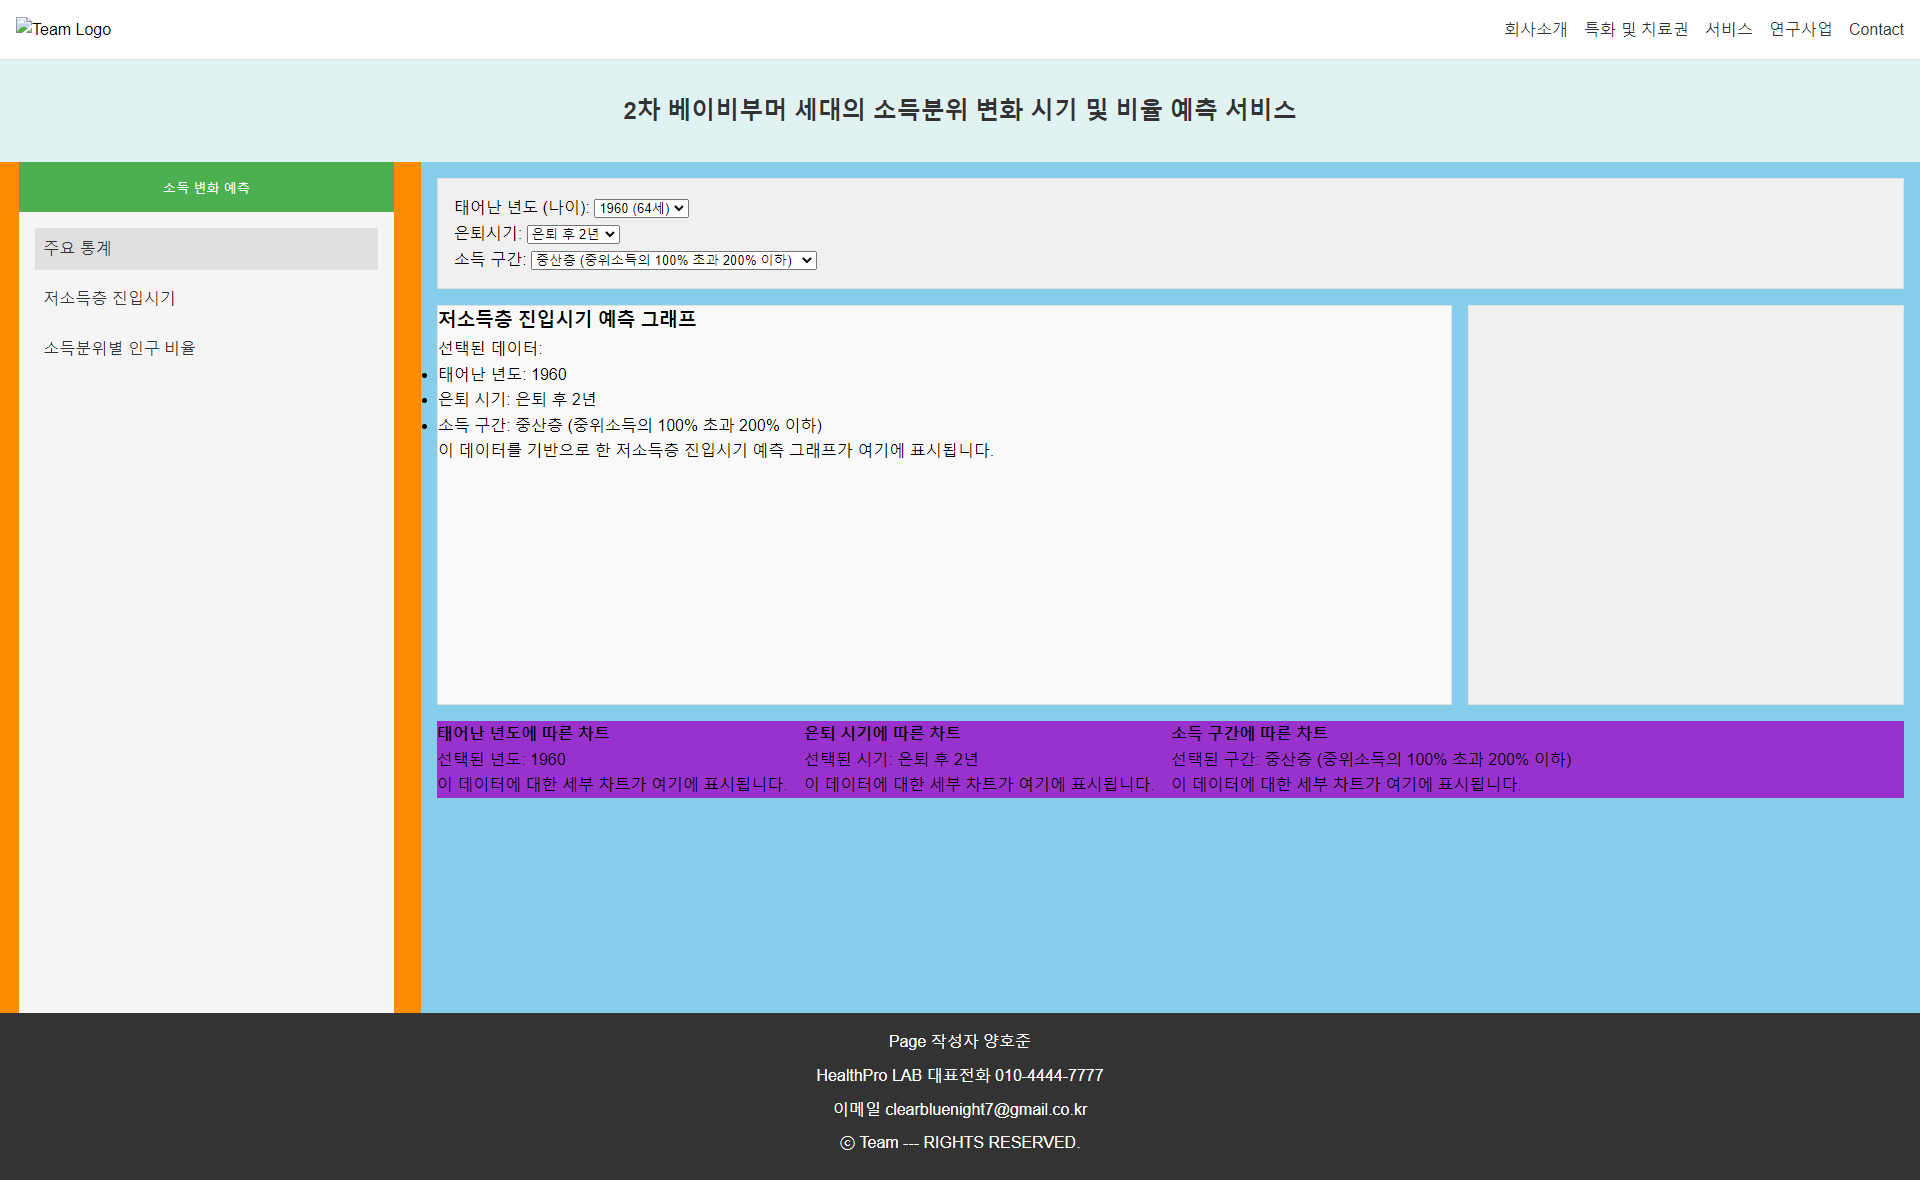 Team Logo
회사소개 특화 및 치료권 서비스 연구사업 Contact
2차 베이비부머 세대의 소득분위 변화 시기 및 비율 예측 서비스
소득 변화 예측
주요 통계
저소득층 진입시기
소득분위별 인구 비율
태어난 년도 (나이): 1960 (64세)
은퇴시기: 은퇴 후 2년
소득 구간: 중산층 (중위소득의 100% 초과 200% 이하)
저소득층 진입시기 예측 그래프
선택된 데이터:
태어난 년도: 1960
은퇴 시기: 은퇴 후 2년
소득 구간: 중산층 (중위소득의 100% 초과 200% 이하)
이 데이터를 기반으로 한 저소득층 진입시기 예측 그래프가 여기에 표시됩니다.
태어난 년도에 따른 차트
선택된 년도: 1960
이 데이터에 대한 세부 차트가 여기에 표시됩니다.
은퇴 시기에 따른 차트
선택된 시기: 은퇴 후 2년
이 데이터에 대한 세부 차트가 여기에 표시됩니다.
소득 구간에 따른 차트
선택된 구간: 중산층 (중위소득의 100% 초과 200% 이하)
이 데이터에 대한 세부 차트가 여기에 표시됩니다.
Page 작성자 양호준
HealthPro LAB 대표전화 010-4444-7777
이메일 clearbluenight7@gmail.co.kr
ⓒ Team --- RIGHTS RESERVED.